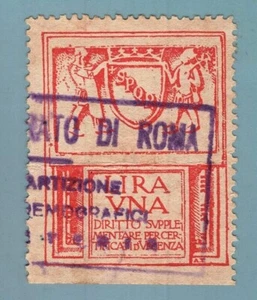 SPQR
RATO DI ROMA
LIRA
VNA
ARTIZIONE
DEMOGRAFICI
DIRITTO SVPPLE
MENTARE PER CER
TIFICATI D'VRGENZA